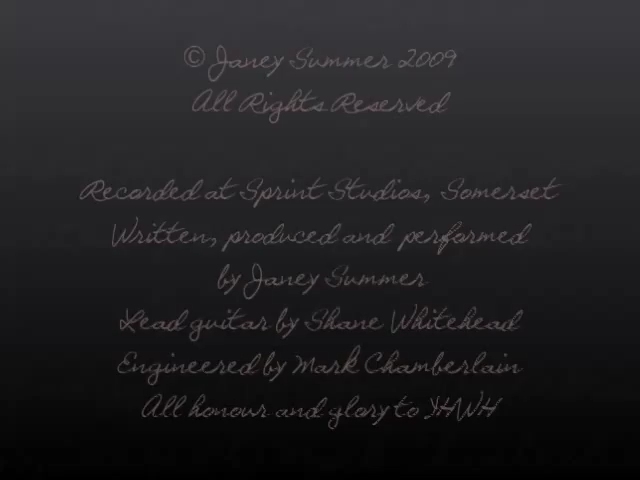 © Janey Summer 2009
All Rights Reserved
Recorded at Sprint Studios, Somerset
Written, produced and performed
by Janey Summer
Lead guitar by Shane Whitehead
Engineered by Mark Chamberlain
All honour and glory to YHWH